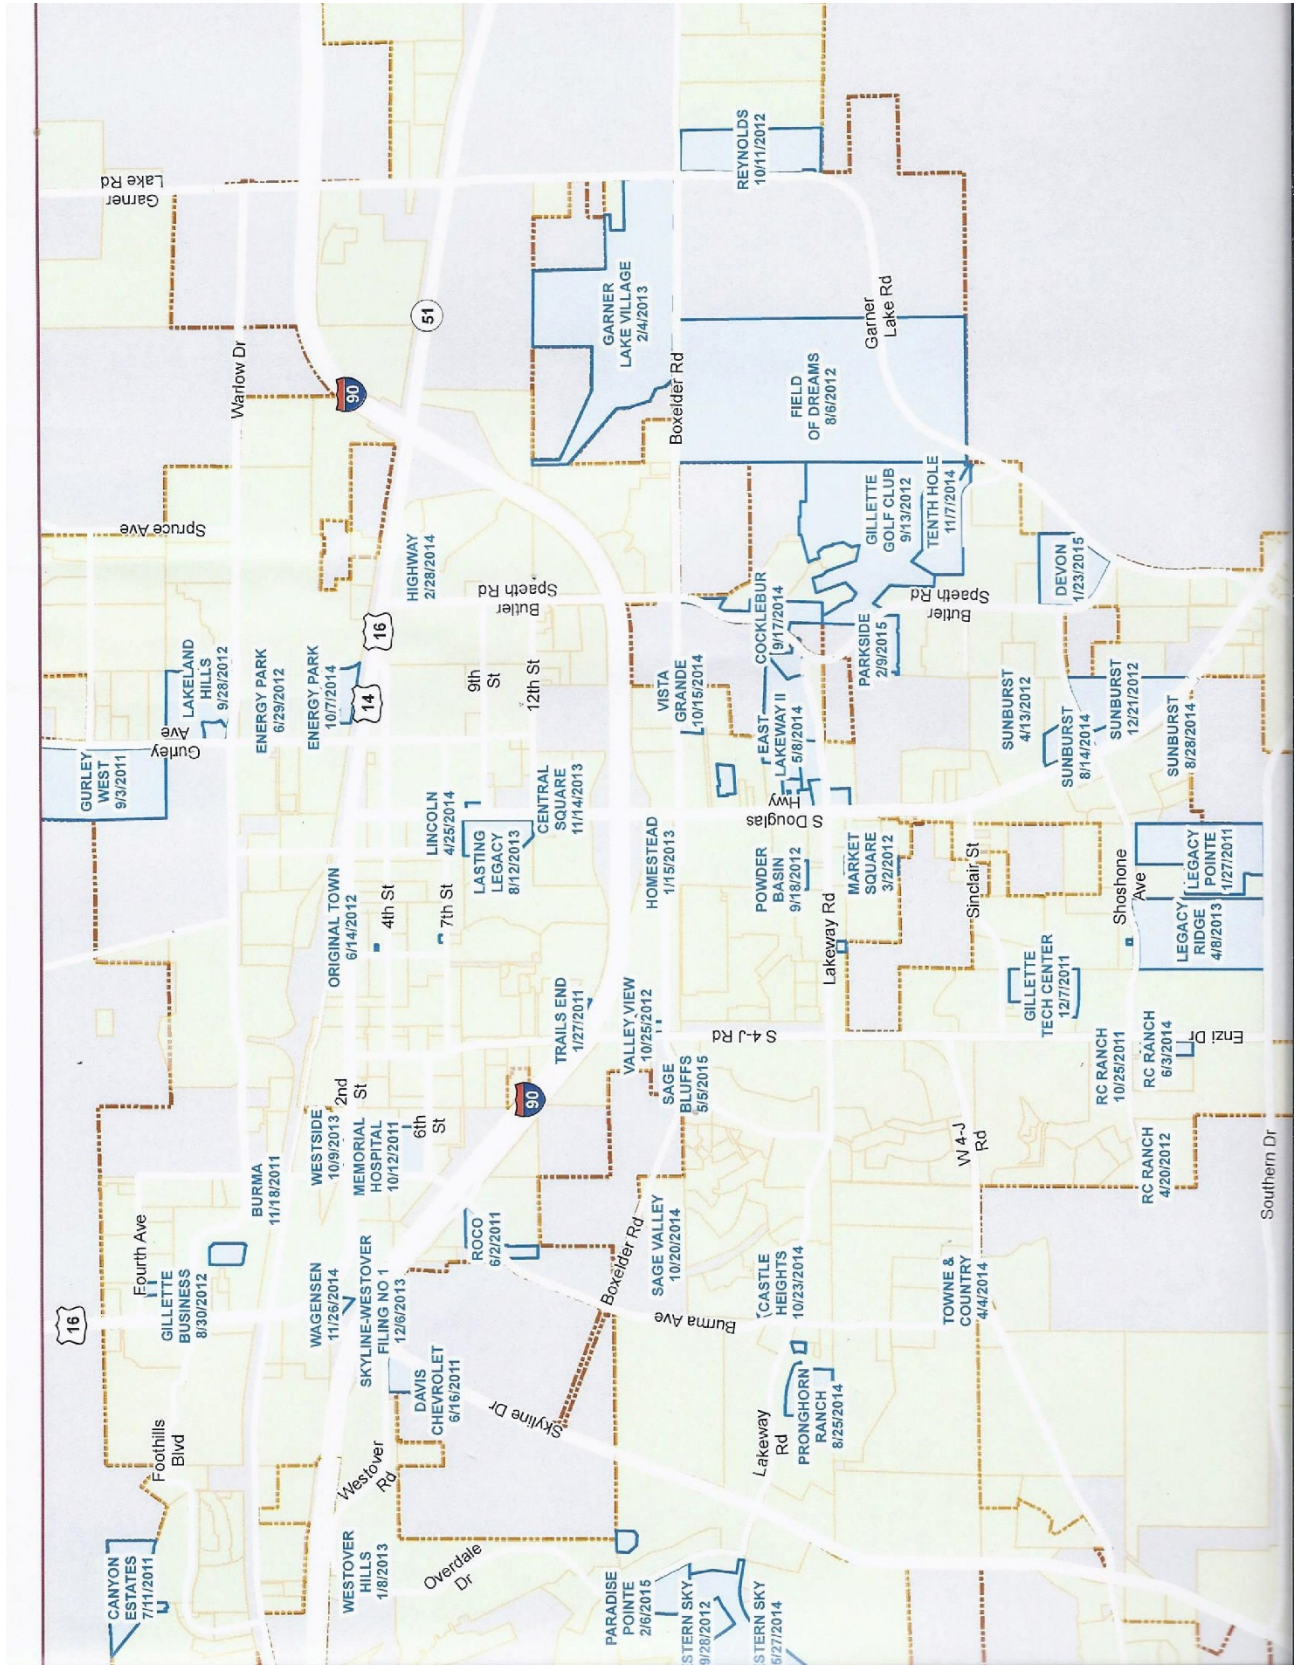 CANYON
ESTATES
7/11/2011
Foothills
Blvd
16
Fourth Ave
GILLETTE
BUSINESS
8/30/2012
GURLEY
WEST
9/3/2011
Gurley
Ave
LAKELAND
HILLS
9/28/2012
Spruce Ave
Garner
Lake Rd
Warlow Dr
BURMA
11/18/2011
ENERGY PARK
6/29/2012
ENERGY PARK
10/7/2014
WAGENSEN
11/26/2014
WESTSIDE
10/9/2013
2nd
St
ORIGINAL TOWN
6/14/2012
90
WESTOVER
HILLS
1/8/2013
Westover
Rd
SKYLINE-WESTOVER
FILING NO 1
12/6/2013
MEMORIAL
HOSPITAL
10/12/2011
4th St
14
16
HIGHWAY
2/28/2014
51
Overdale
Dr
DAVIS
CHEVROLET
6/16/2011
6th
St
7th St
LINCOLN
4/25/2014
ROCO
6/2/2011
LASTING
LEGACY
8/12/2013
9th
St
12th St
Butler
Spaeth Rd
Skyline Dr
90
TRAILS END
1/27/2011
CENTRAL
SQUARE
11/14/2013
GARNER
LAKE VILLAGE
2/4/2013
PARADISE
POINTE
2/6/2015
Boxelder Rd
VALLEY VIEW
10/25/2012
HOMESTEAD
1/15/2013
VISTA
GRANDE
10/16/2014
Boxelder Rd
SAGE VALLEY
10/20/2014
SAGE
BLUFFS
5/5/2015
STERN SKY
9/28/2012
Burma Ave
S 4-J Rd
REYNOLDS
10/11/2012
STERN SKY
5/27/2014
Lakeway
Rd
CASTLE
HEIGHTS
10/23/2014
POWDER
BASIN
9/18/2012
S Douglas
Hwy
EAST
LAKEWAY II
5/8/2014
COCKLEBUR
9/17/2014
FIELD
OF DREAMS
8/6/2012
PRONGHORN
RANCH
8/25/2014
Lakeway Rd
MARKET
SQUARE
3/2/2012
PARKSIDE
2/9/2015
GILLETTE
GOLF CLUB
9/13/2012
Garner
Lake Rd
TENTH HOLE
11/7/2014
Butler
Spaeth Rd
TOWNE &
COUNTRY
4/4/2014
W 4-J
Rd
Sinclair St
SUNBURST
4/13/2012
GILLETTE
TECH CENTER
12/7/2011
DEVON
1/23/2015
SUNBURST
8/14/2014
RC RANCH
10/25/2011
Shoshone
Ave
SUNBURST
12/21/2012
RC RANCH
4/20/2012
RC RANCH
6/3/2014
SUNBURST
8/28/2014
LEGACY
RIDGE
4/8/2013
LEGACY
POINTE
1/27/2011
Enzi Dr
Southern Dr